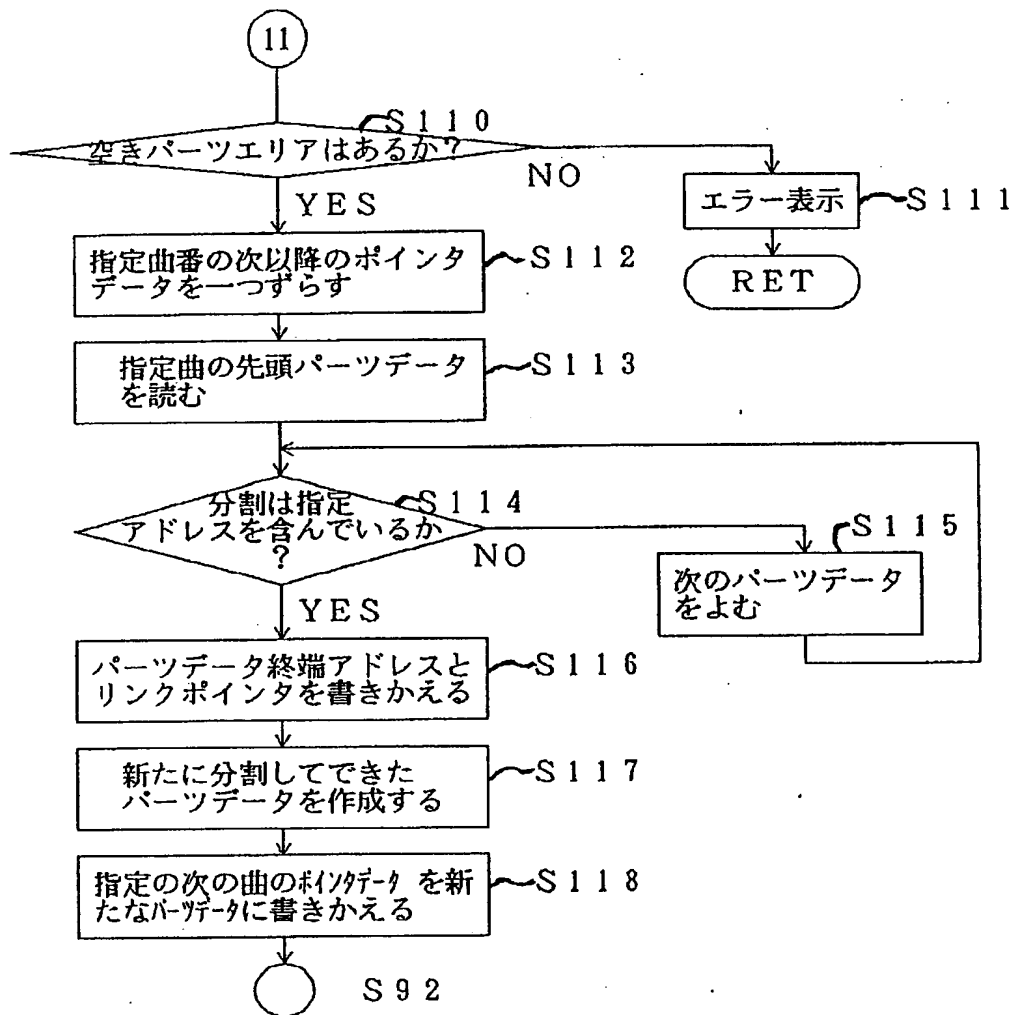 11
S110
空きパーツエリアはあるか?
NO
YES
エラー表示
S111
RET
指定曲番の次以降のポインタ
データを一つずらす
S112
指定曲の先頭パーツデータ
を読む
S113
分割は指定
アドレスを含んでいるか
?
S114
NO
YES
S115
次のパーツデータ
をよむ
パーツデータ終端アドレスと
リンクポインタを書きかえる
S116
新たに分割してできた
パーツデータを作成する
S117
指定の次の曲のポインタデータ を新
たなパーツデータに書きかえる
S118
S92